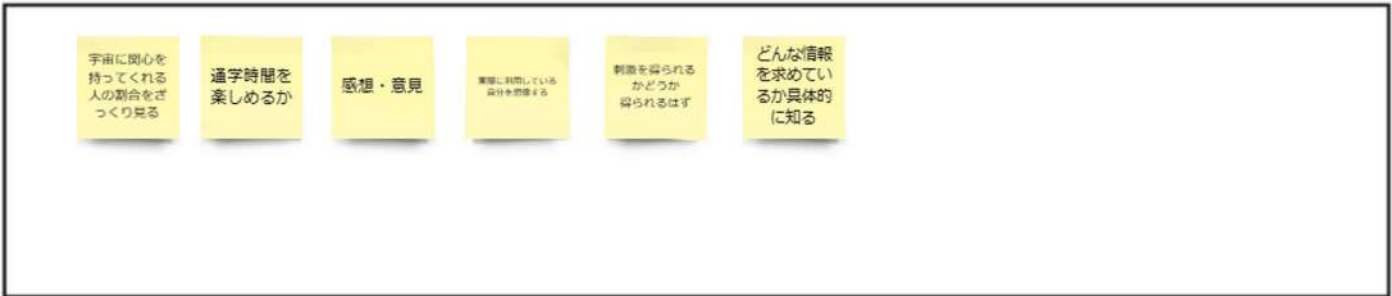 宇宙に関心を
持ってくれる
人の割合をざ
っくり見る
通学時間を
楽しめるか
感想・意見
実際に利用している
自分を想像する
刺激を得られる
かどうか
得られるはず
どんな情報
を求めてい
るか具体的
に知る